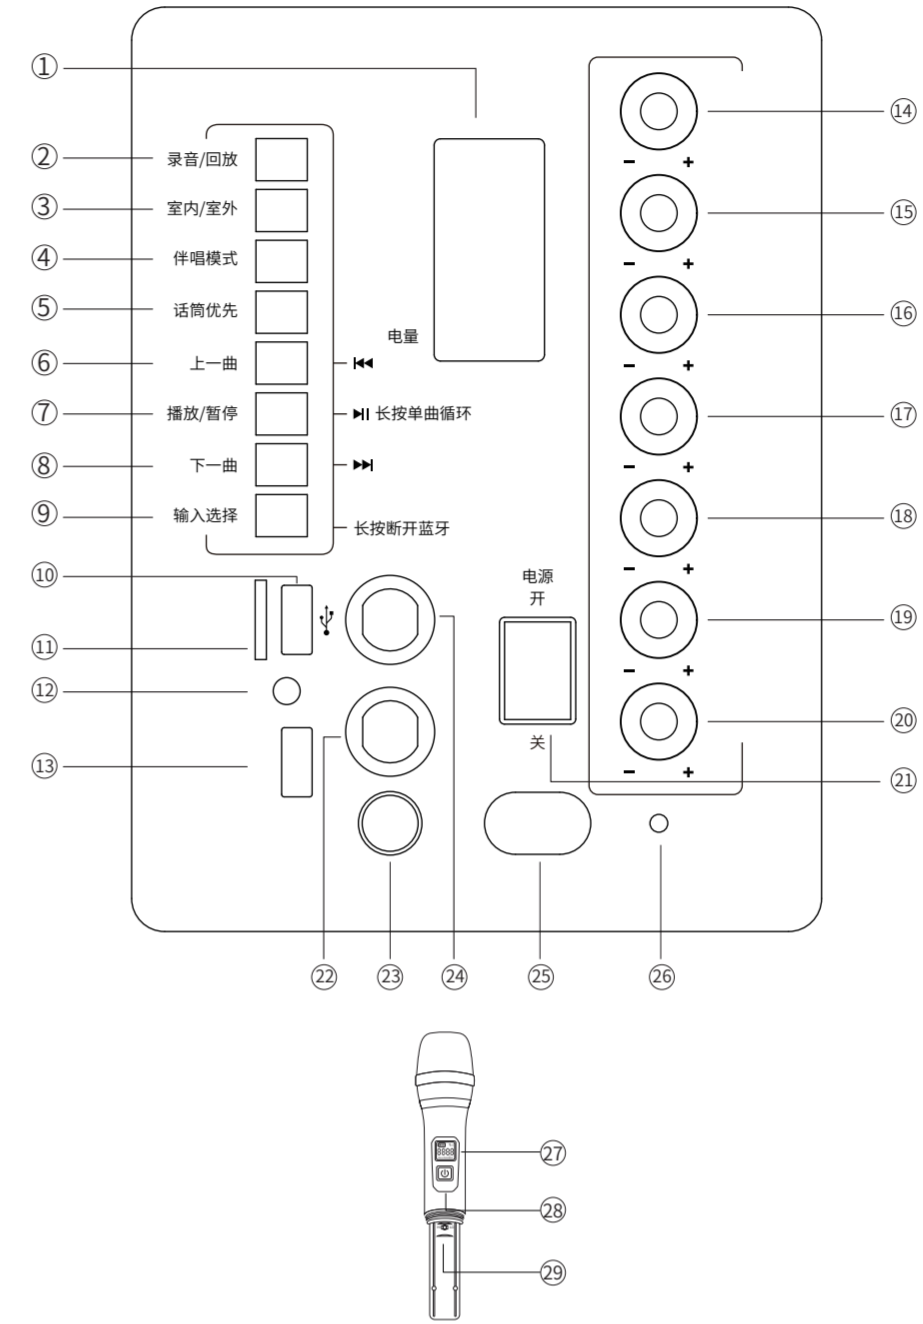 ①
⑭
② 录音/回放
③ 室内/室外
⑮
④ 伴唱模式
⑤ 话筒优先
⑯
电量
⑥ 上一曲
⑦ 播放/暂停 长按单曲循环
⑰
⑧ 下一曲
⑨ 输入选择
长按断开蓝牙
⑱
⑩
电源
开
⑲
⑪
⑫
⑳
关
⑬
㉑
− +
− +
− +
− +
− +
− +
− +
㉒ ㉓ ㉔ ㉕ ㉖
㉗
㉘
㉙